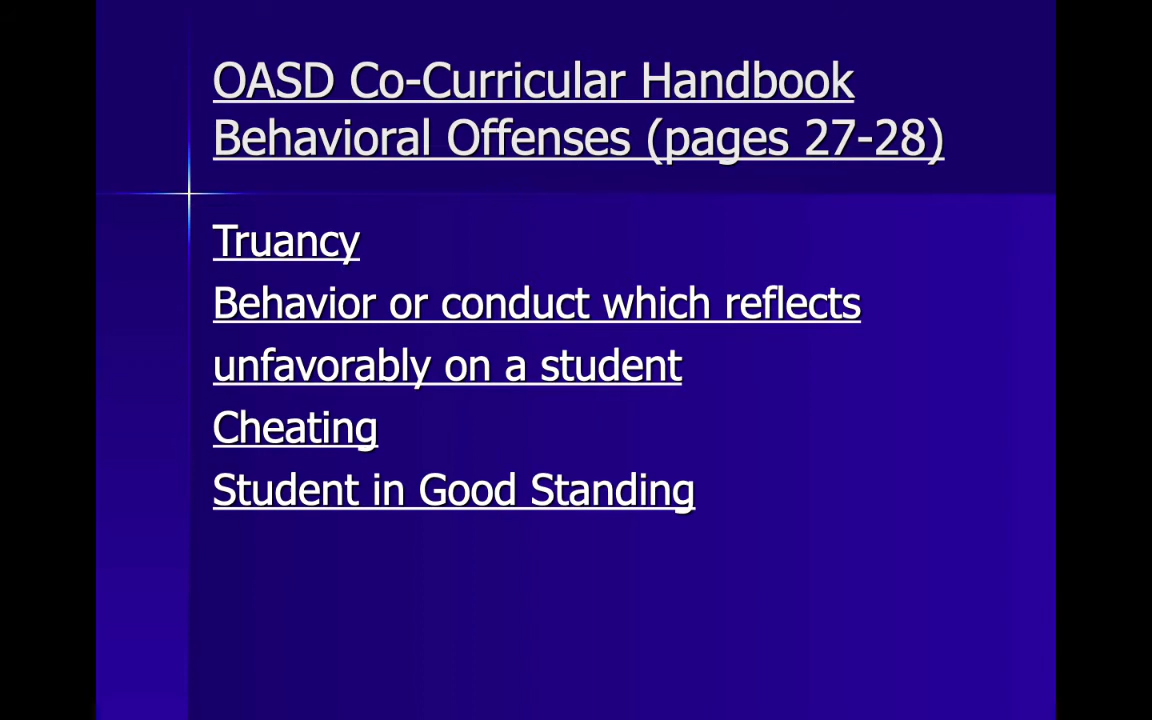 OASD Co-Curricular Handbook
Behavioral Offenses (pages 27-28)
Truancy
Behavior or conduct which reflects
unfavorably on a student
Cheating
Student in Good Standing